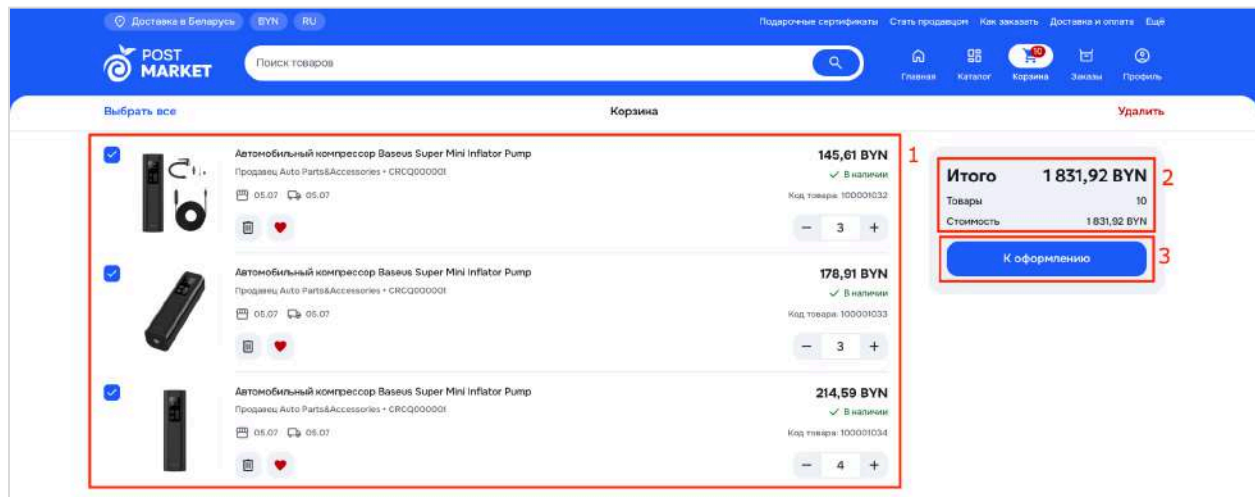 Доставка в Беларусь BYN RU Подарочные сертификаты Стать продавцом Как заказать Доставка и оплата Ещё
POST
MARKET
Поиск товаров
10
Главная Каталог Корзина Заказы Профиль
Выбрать все Корзина Удалить
Автомобильный компрессор Baseus Super Mini Inflator Pump 145,61 BYN
Продавец Auto Parts&Accessories • CRCQ000001 В наличии
05.07 05.07 Код товара: 100001032
− 3 +
Автомобильный компрессор Baseus Super Mini Inflator Pump 178,91 BYN
Продавец Auto Parts&Accessories • CRCQ000001 В наличии
05.07 05.07 Код товара: 100001033
− 3 +
Автомобильный компрессор Baseus Super Mini Inflator Pump 214,59 BYN
Продавец Auto Parts&Accessories • CRCQ000001 В наличии
05.07 05.07 Код товара: 100001034
− 4 +
1
Итого 1 831,92 BYN 2
Товары 10
Стоимость 1 831,92 BYN
К оформлению 3